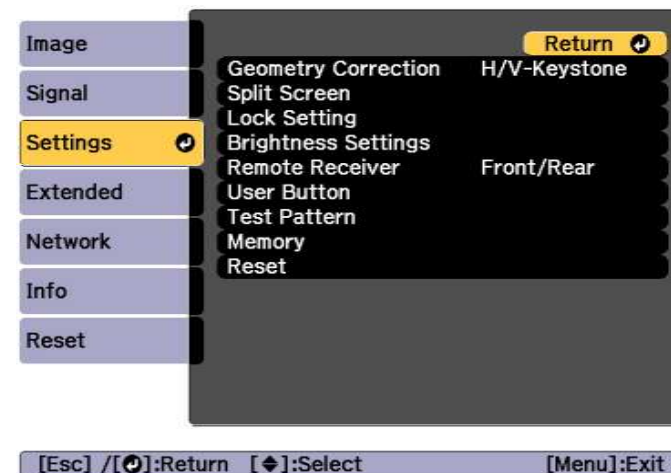 Image
Signal
Settings
Extended
Network
Info
Reset
Return
Geometry Correction H/V-Keystone
Split Screen
Lock Setting
Brightness Settings
Remote Receiver Front/Rear
User Button
Test Pattern
Memory
Reset
[Esc] /[⏎]:Return [◆]:Select [Menu]:Exit